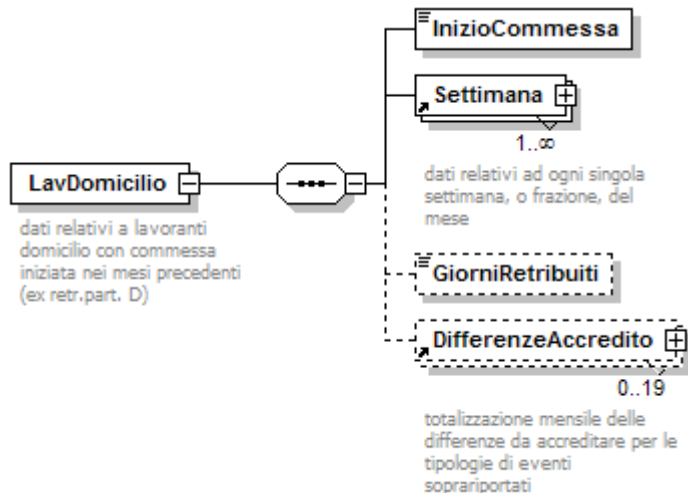 InizioCommessa
Settimana
1..∞
dati relativi ad ogni singola
settimana, o frazione, del
mese
LavDomicilio
dati relativi a lavoranti
domicilio con commessa
iniziata nei mesi precedenti
(ex retr.part. D)
GiorniRetribuiti
DifferenzeAccredito
0..19
totalizzazione mensile delle
differenze da accreditare per le
tipologie di eventi
soprariportati